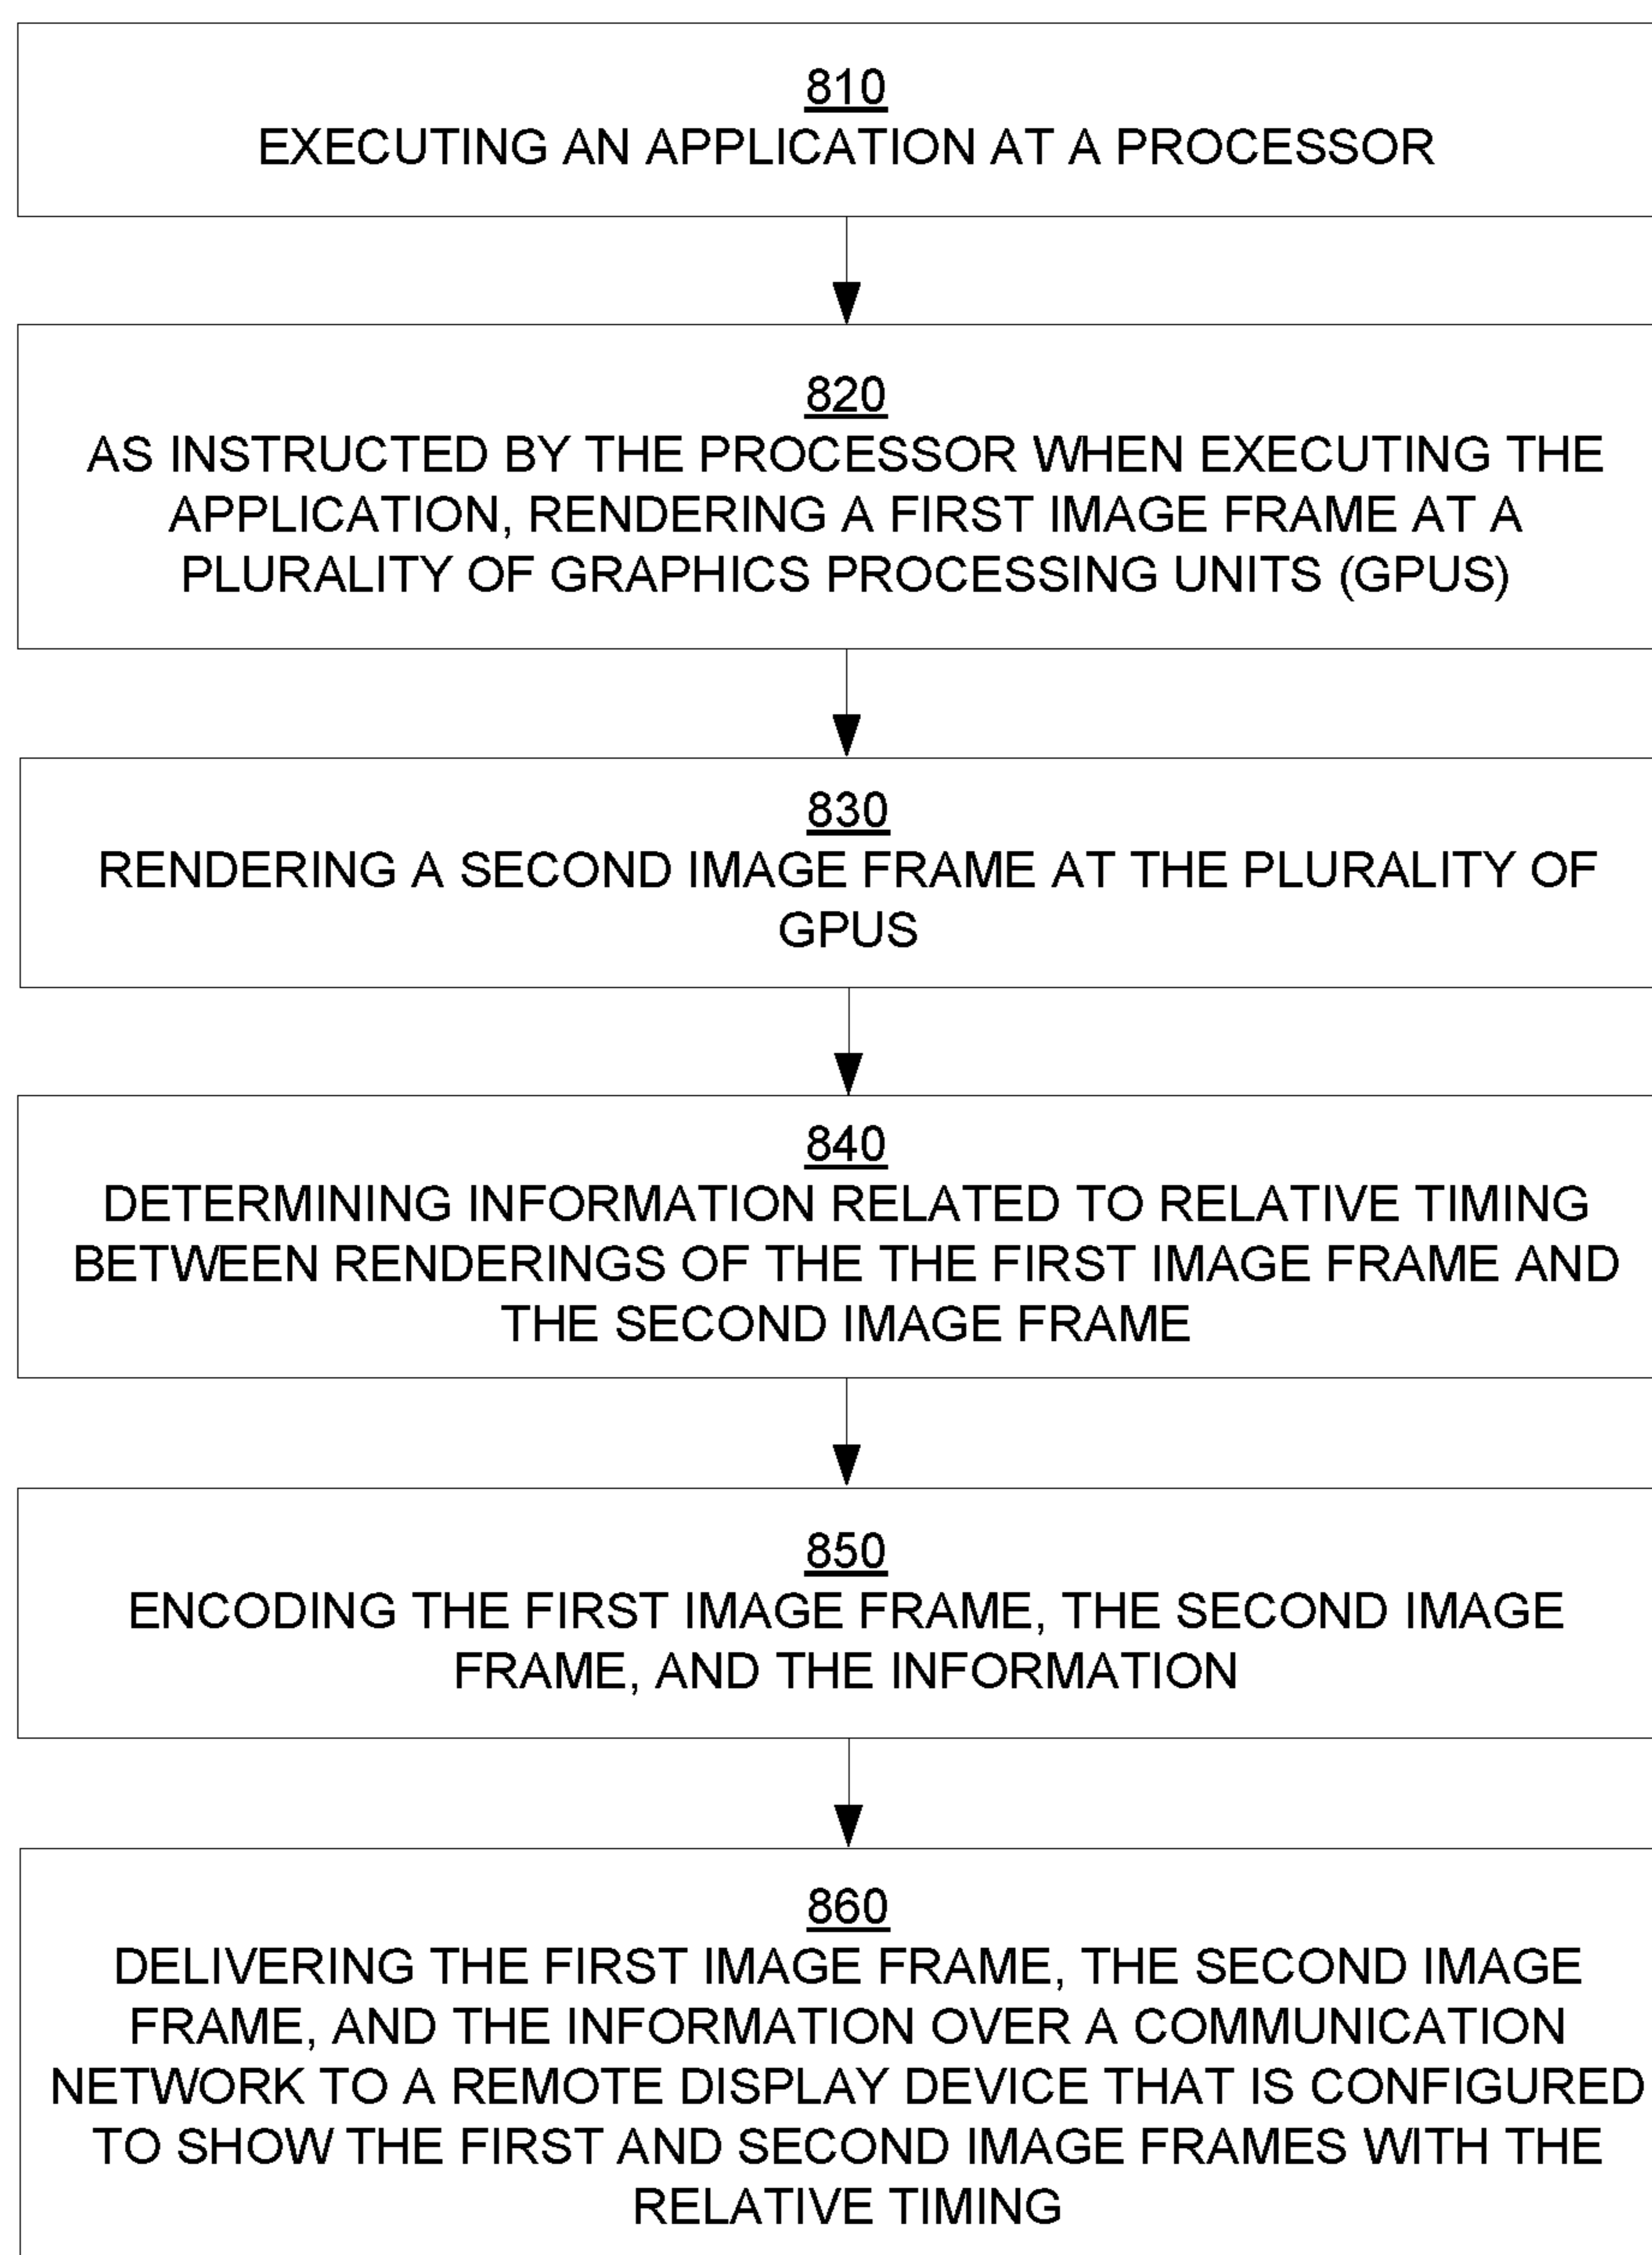 810
EXECUTING AN APPLICATION AT A PROCESSOR
820
AS INSTRUCTED BY THE PROCESSOR WHEN EXECUTING THE
APPLICATION, RENDERING A FIRST IMAGE FRAME AT A
PLURALITY OF GRAPHICS PROCESSING UNITS (GPUS)
830
RENDERING A SECOND IMAGE FRAME AT THE PLURALITY OF
GPUS
840
DETERMINING INFORMATION RELATED TO RELATIVE TIMING
BETWEEN RENDERINGS OF THE THE FIRST IMAGE FRAME AND
THE SECOND IMAGE FRAME
850
ENCODING THE FIRST IMAGE FRAME, THE SECOND IMAGE
FRAME, AND THE INFORMATION
860
DELIVERING THE FIRST IMAGE FRAME, THE SECOND IMAGE
FRAME, AND THE INFORMATION OVER A COMMUNICATION
NETWORK TO A REMOTE DISPLAY DEVICE THAT IS CONFIGURED
TO SHOW THE FIRST AND SECOND IMAGE FRAMES WITH THE
RELATIVE TIMING